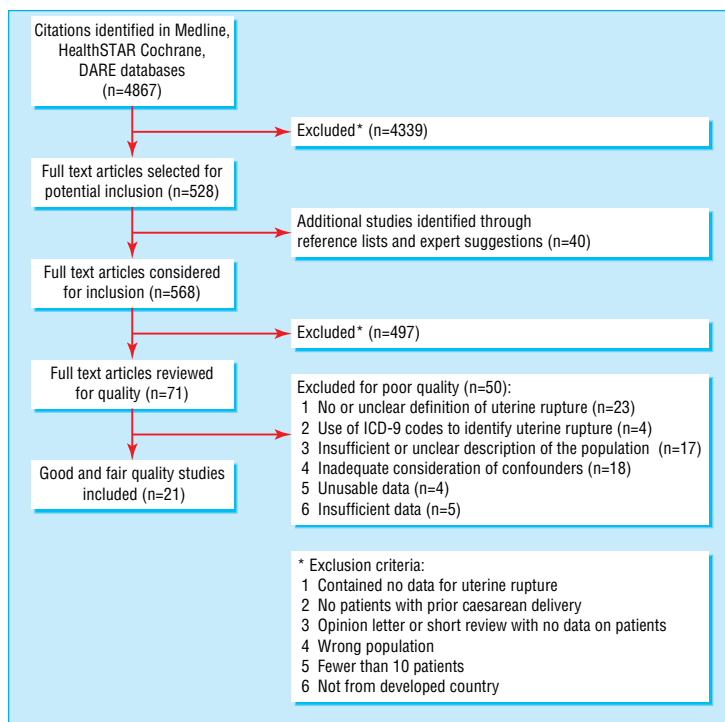 Citations identified in Medline,
HealthSTAR Cochrane,
DARE databases
(n=4867)
Excluded* (n=4339)
Full text articles selected for
potential inclusion (n=528)
Additional studies identified through
reference lists and expert suggestions (n=40)
Full text articles considered
for inclusion (n=568)
Excluded* (n=497)
Full text articles reviewed
for quality (n=71)
Excluded for poor quality (n=50):
1 No or unclear definition of uterine rupture (n=23)
2 Use of ICD-9 codes to identify uterine rupture (n=4)
3 Insufficient or unclear description of the population (n=17)
4 Inadequate consideration of confounders (n=18)
5 Unusable data (n=4)
6 Insufficient data (n=5)
Good and fair quality studies
included (n=21)
* Exclusion criteria:
1 Contained no data for uterine rupture
2 No patients with prior caesarean delivery
3 Opinion letter or short review with no data on patients
4 Wrong population
5 Fewer than 10 patients
6 Not from developed country